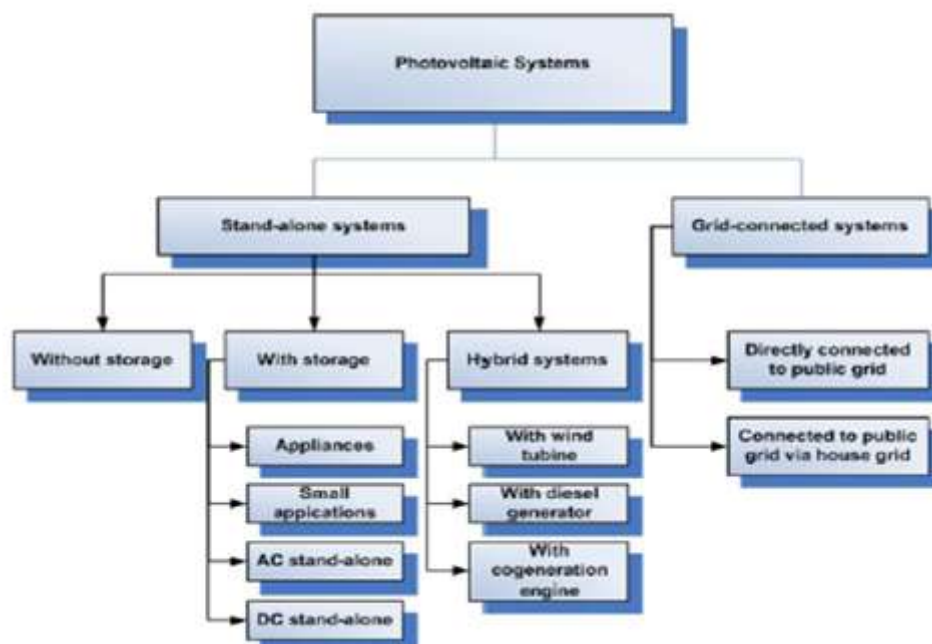 Photovoltaic Systems
Stand-alone systems
Grid-connected systems
Without storage
With storage
Hybrid systems
Directly connected
to public grid
Connected to public
grid via house grid
Appliances
Small
appications
AC stand-alone
DC stand-alone
With wind
tubine
With diesel
generator
With
cogeneration
engine